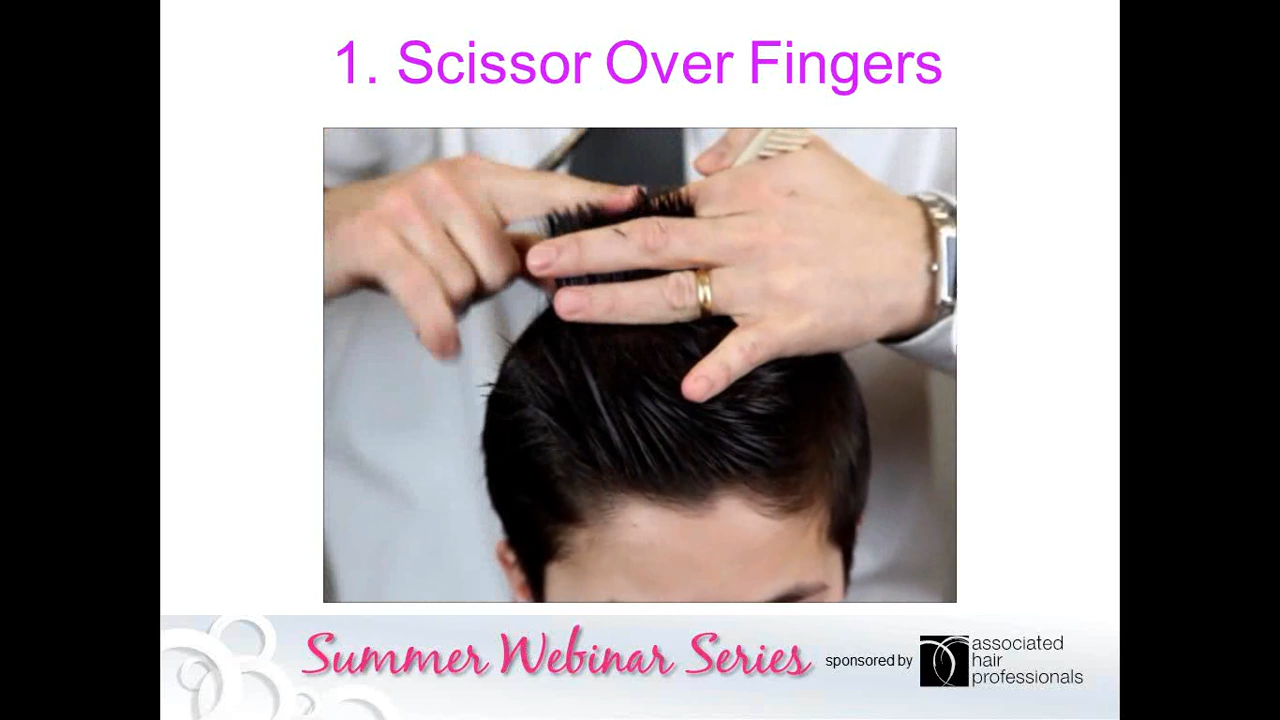 1. Scissor Over Fingers
Summer Webinar Series
sponsored by
associated
hair
professionals